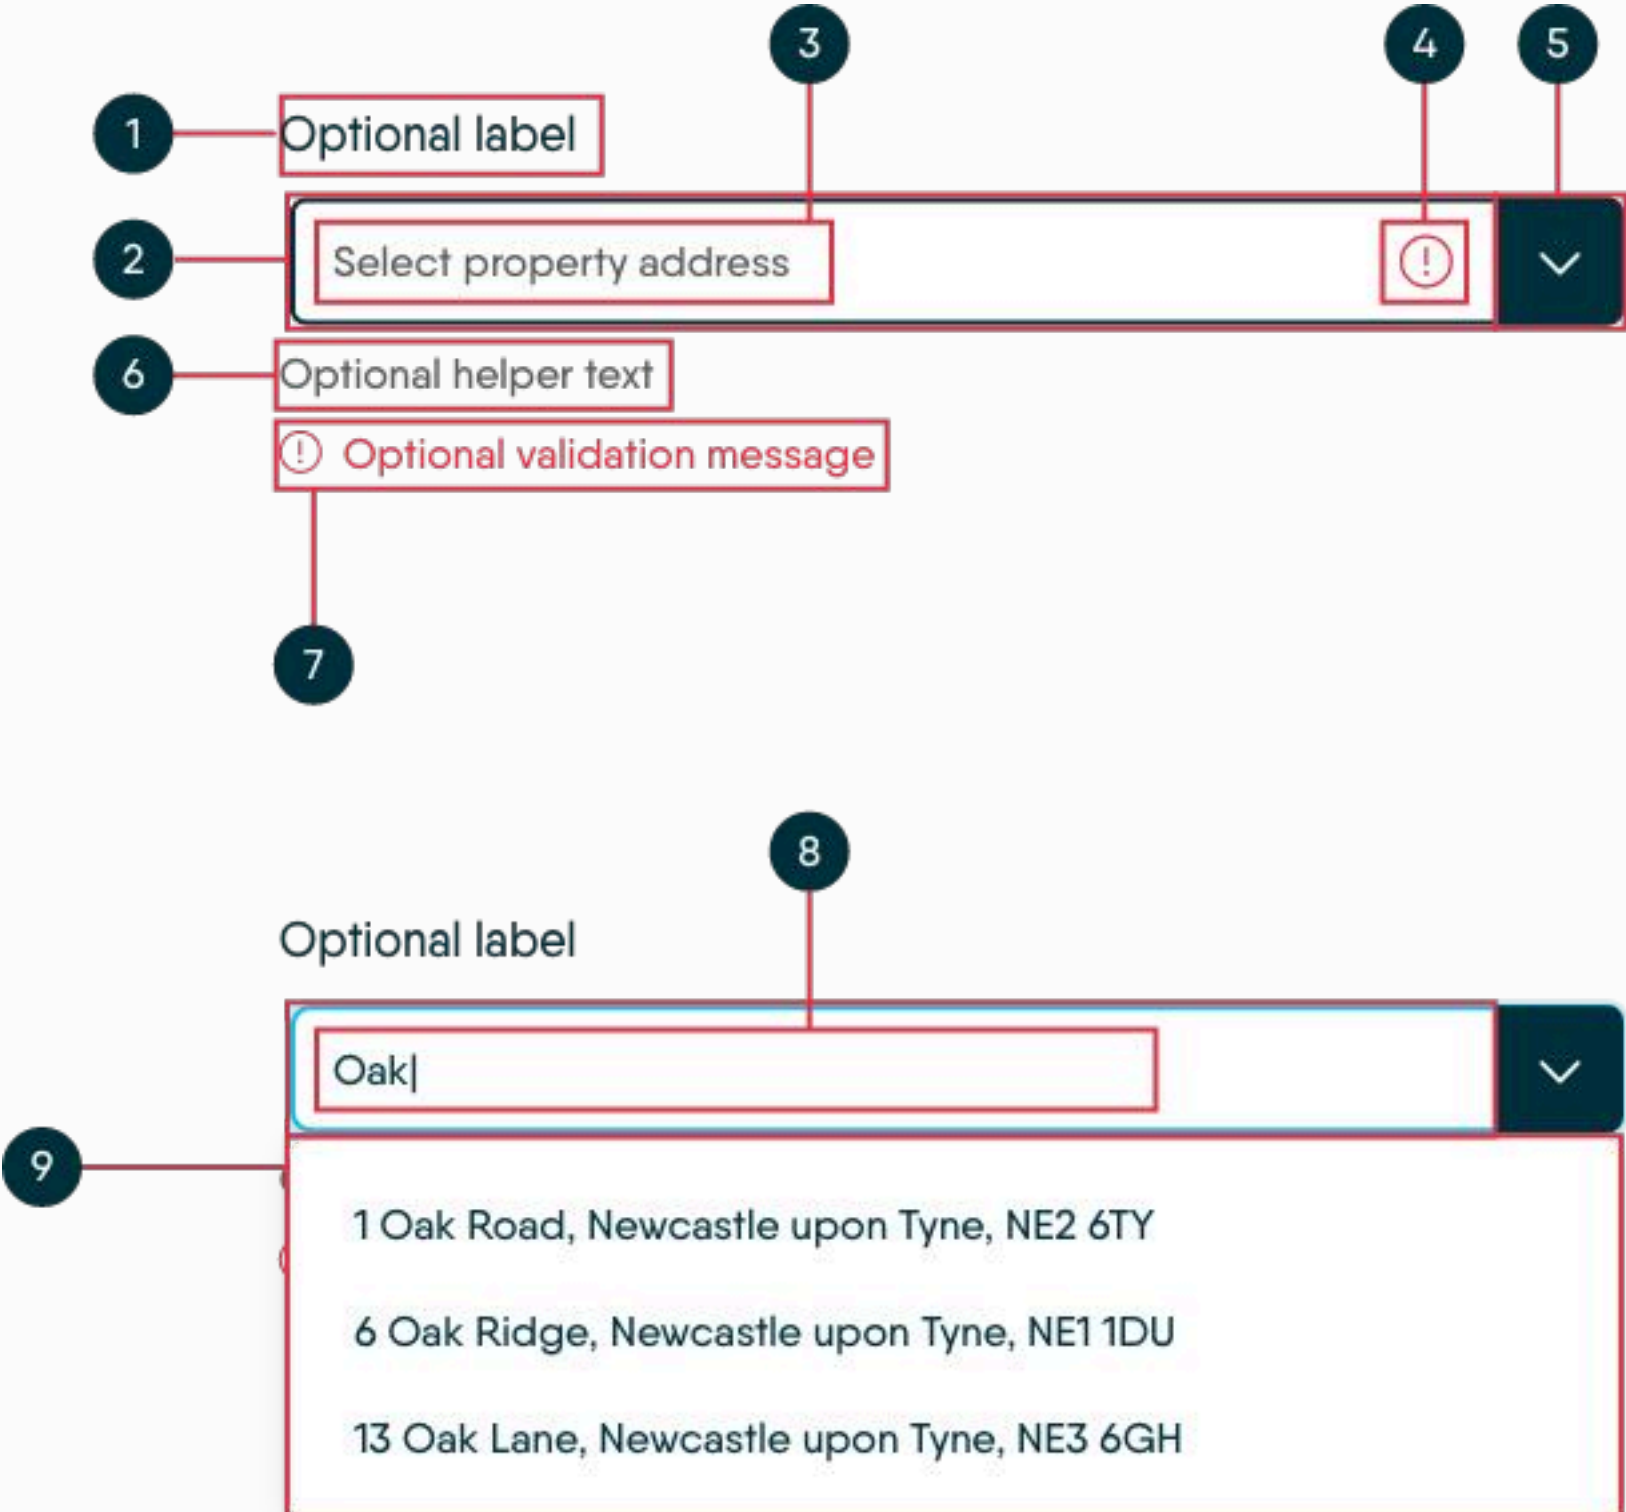 3 4 5
1 Optional label
2 Select property address
6 Optional helper text
Optional validation message
7
8
Optional label
Oak
9
1 Oak Road, Newcastle upon Tyne, NE2 6TY
6 Oak Ridge, Newcastle upon Tyne, NE1 1DU
13 Oak Lane, Newcastle upon Tyne, NE3 6GH